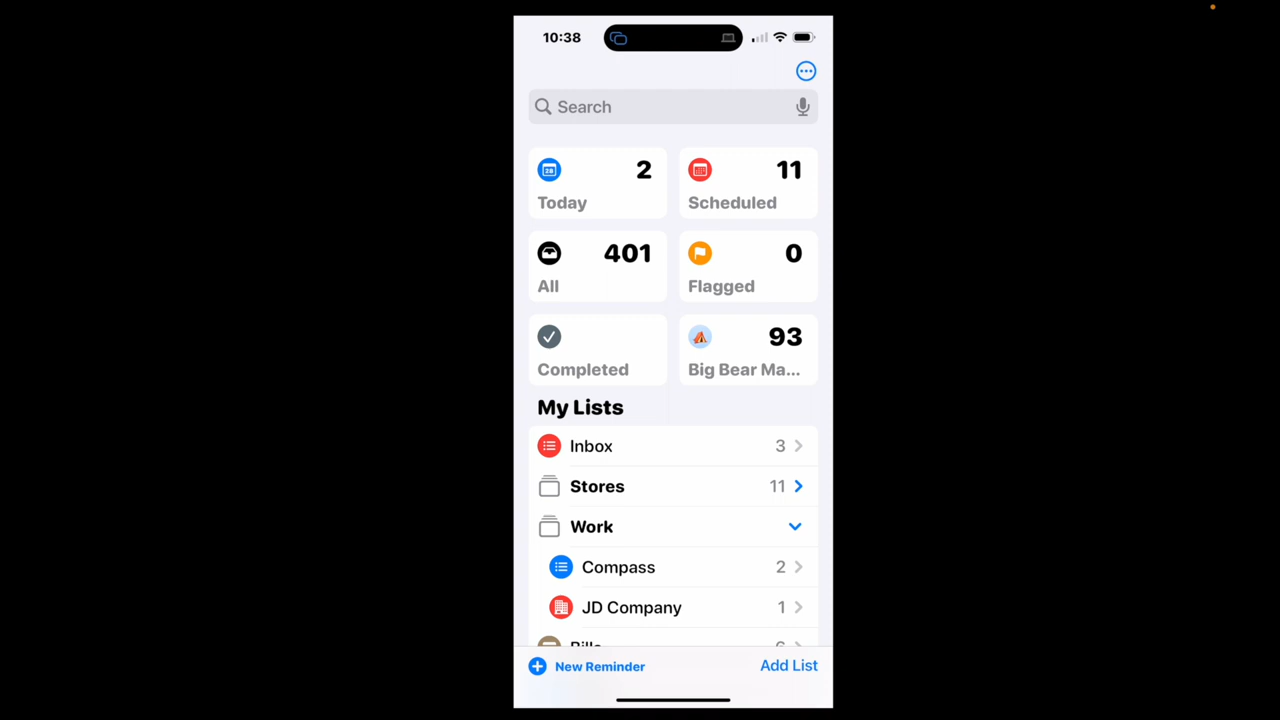 10:38
Search
2
Today
11
Scheduled
401
All
0
Flagged
Completed
93
Big Bear Ma...
My Lists
Inbox 3
Stores 11
Work
Compass 2
JD Company 1
New Reminder
Add List